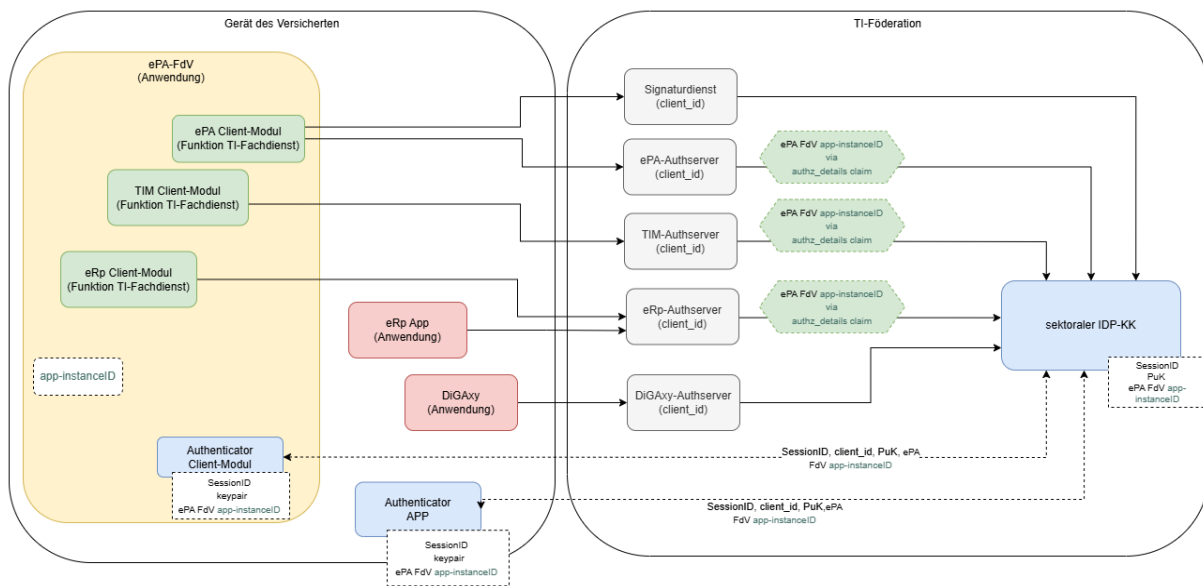 Gerät des Versicherten
TI-Föderation
ePA-FdV
(Anwendung)
ePA Client-Modul
(Funktion TI-Fachdienst)
TIM Client-Modul
(Funktion TI-Fachdienst)
eRp Client-Modul
(Funktion TI-Fachdienst)
app-instanceID
Authenticator
Client-Modul
SessionID
keypair
ePA FdV app-instanceID
eRp App
(Anwendung)
DiGAxy
(Anwendung)
Authenticator
APP
SessionID
keypair
ePA FdV app-instanceID
Signaturdienst
(client_id)
ePA-Authserver
(client_id)
TIM-Authserver
(client_id)
eRp-Authserver
(client_id)
DiGAxy-Authserver
(client_id)
ePA FdV app-instanceID
via
authz_details claim
ePA FdV app-instanceID
via
authz_details claim
ePA FdV app-instanceID
via
authz_details claim
sektoraler IDP-KK
SessionID
PuK
ePA FdV app-
instanceID
SessionID, client_id, PuK, ePA
FdV app-instanceID
SessionID, client_id, PuK,ePA
FdV app-instanceID